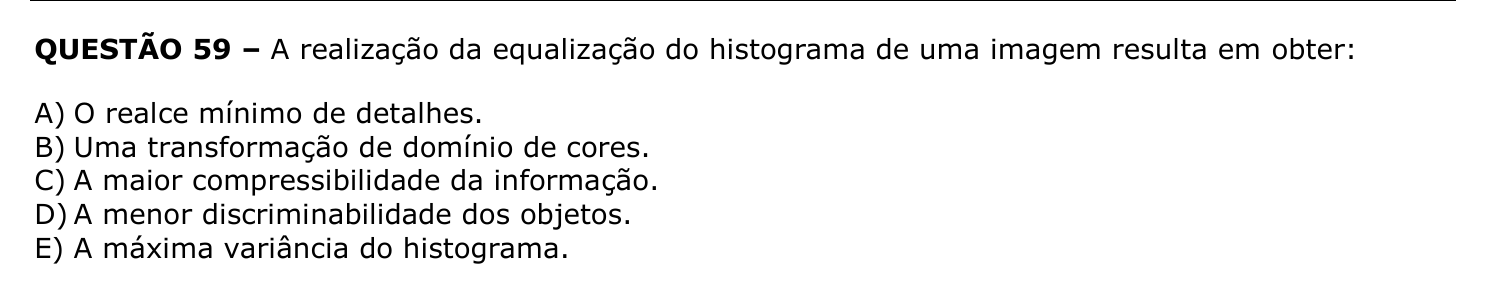 QUESTÃO 59 – A realização da equalização do histograma de uma imagem resulta em obter:
A) O realce mínimo de detalhes.
B) Uma transformação de domínio de cores.
C) A maior compressibilidade da informação.
D) A menor discriminabilidade dos objetos.
E) A máxima variância do histograma.